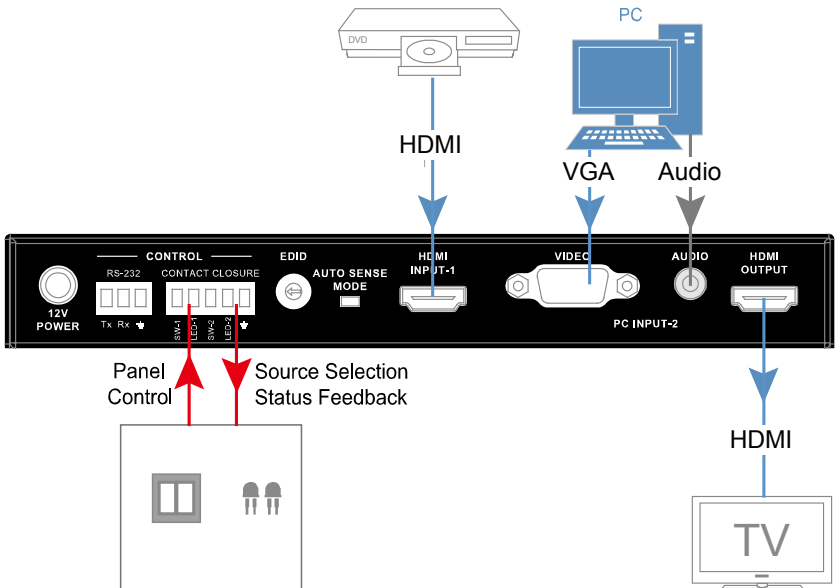 DVD
PC
HDMI
VGA
Audio
CONTROL
RS-232
CONTACT CLOSURE
EDID
AUTO SENSE
MODE
HDMI
INPUT-1
VIDEO
AUDIO
HDMI
OUTPUT
12V
POWER
Tx Rx
SW-1
LED-1
SW-2
LED-2
PC INPUT-2
Panel
Control
Source Selection
Status Feedback
HDMI
TV